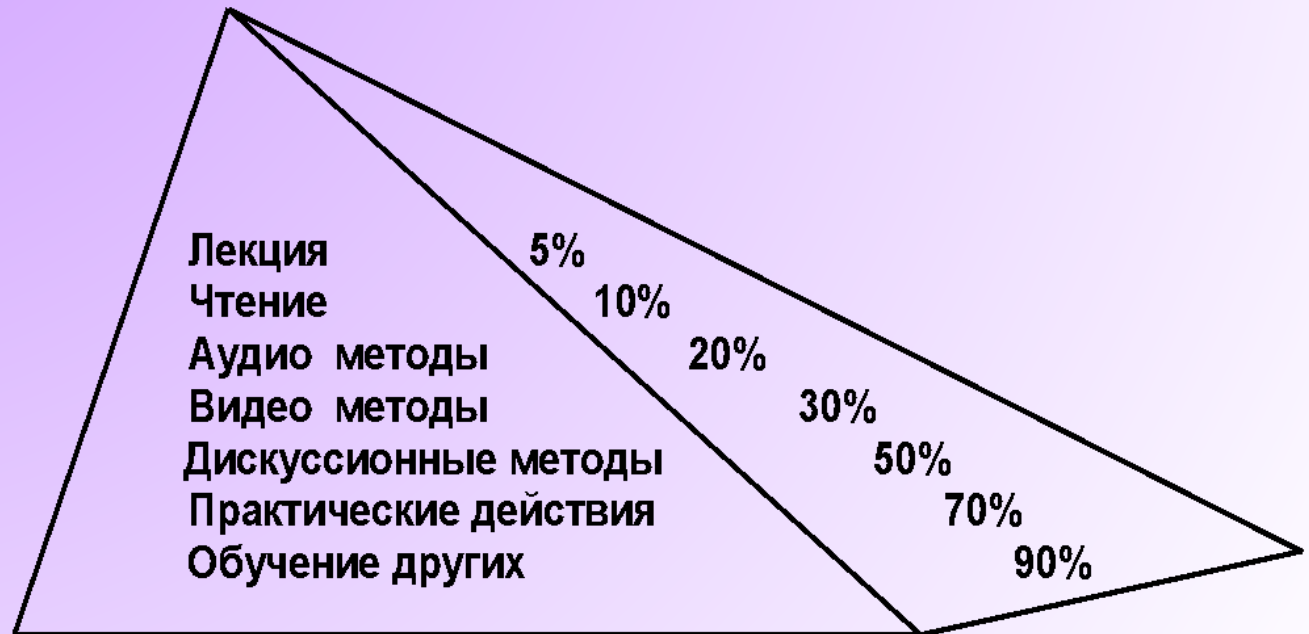 Лекция 5%
Чтение 10%
Аудио методы 20%
Видео методы 30%
Дискуссионные методы 50%
Практические действия 70%
Обучение других 90%